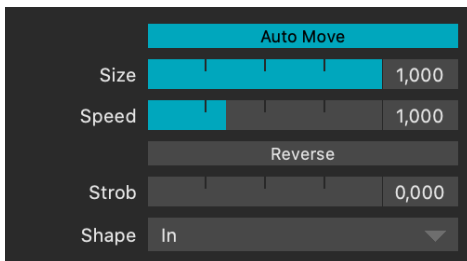 Auto Move
Size 1,000
Speed 1,000
Reverse
Strob 0,000
Shape In